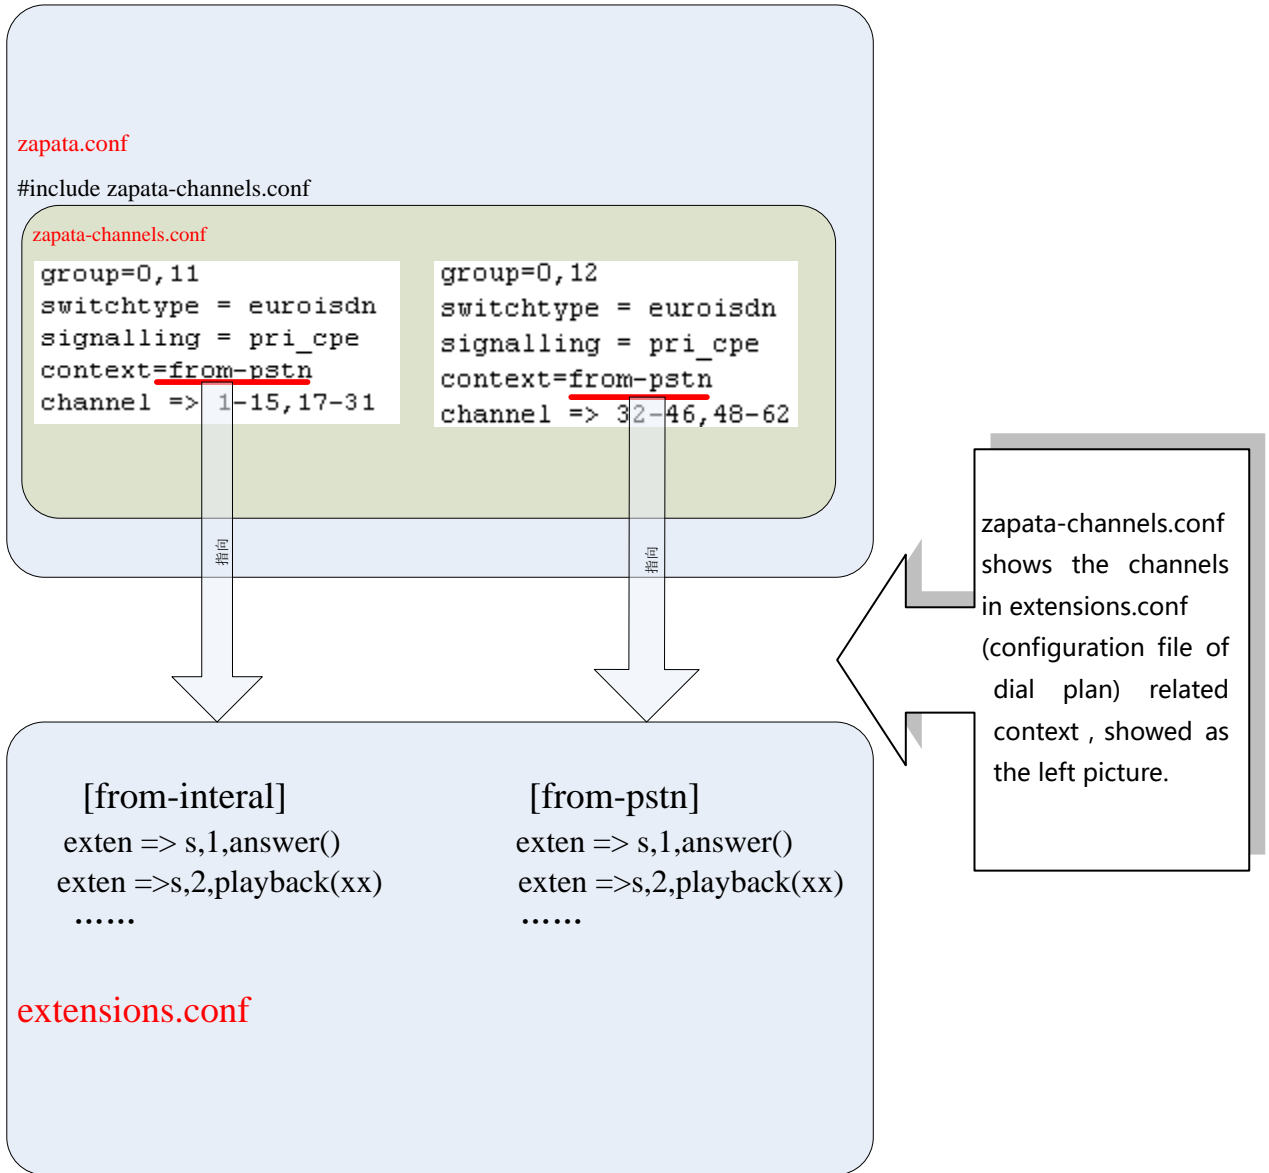 zapata.conf
#include zapata-channels.conf
zapata-channels.conf
group=0,11
switchtype = euroisdn
signalling = pri_cpe
context=from-pstn
channel => 1-15,17-31
group=0,12
switchtype = euroisdn
signalling = pri_cpe
context=from-pstn
channel => 32-46,48-62
指向
指向
zapata-channels.conf
shows the channels
in extensions.conf
(configuration file of
dial plan) related
context , showed as
the left picture.
[from-interal]
exten => s,1,answer()
exten =>s,2,playback(xx)
……
[from-pstn]
exten => s,1,answer()
exten =>s,2,playback(xx)
……
extensions.conf